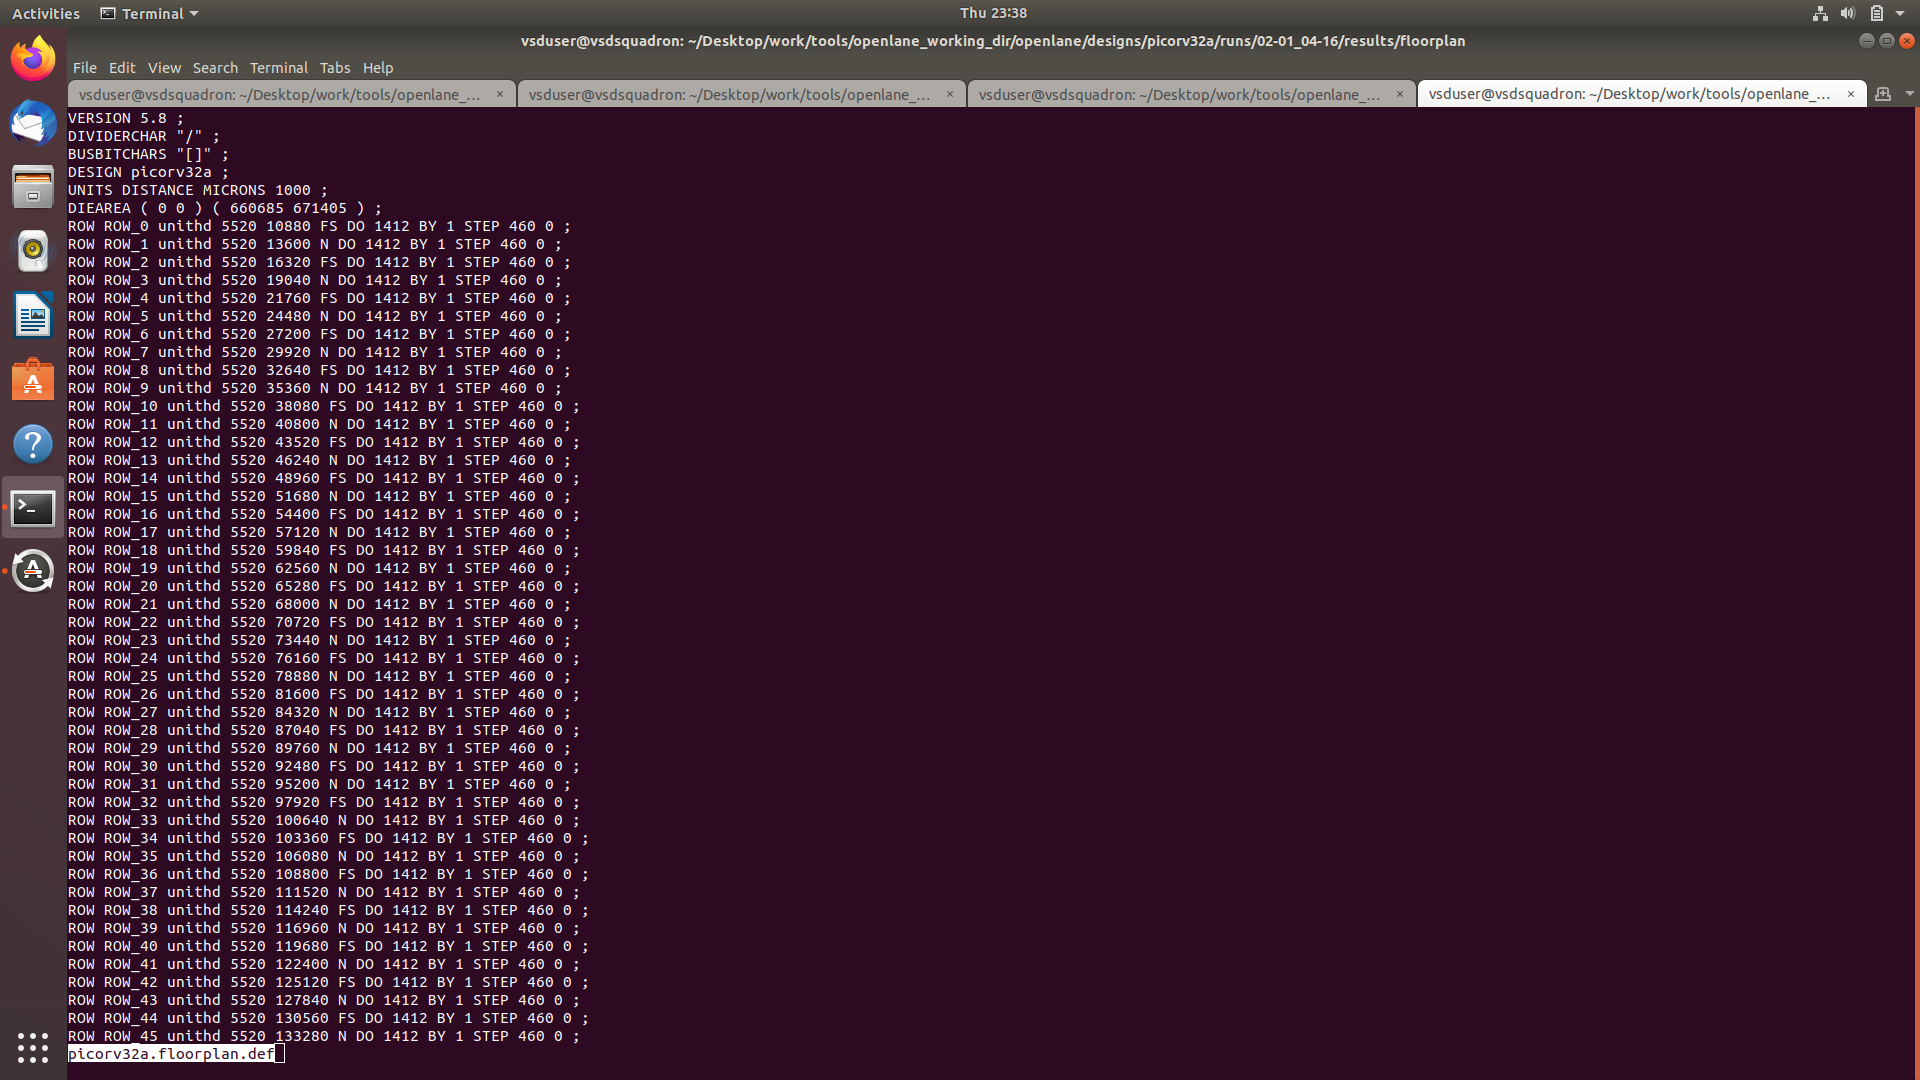 Activities
Terminal
Thu 23:38
vsduser@vsdsquadron: ~/Desktop/work/tools/openlane_working_dir/openlane/designs/picorv32a/runs/02-01_04-16/results/floorplan
File Edit View Search Terminal Tabs Help
vsduser@vsdsquadron: ~/Desktop/work/tools/openlane_... × vsduser@vsdsquadron: ~/Desktop/work/tools/openlane_... × vsduser@vsdsquadron: ~/Desktop/work/tools/openlane_... × vsduser@vsdsquadron: ~/Desktop/work/tools/openlane_... ×
VERSION 5.8 ;
DIVIDERCHAR "/" ;
BUSBITCHARS "[]" ;
DESIGN picorv32a ;
UNITS DISTANCE MICRONS 1000 ;
DIEAREA ( 0 0 ) ( 660685 671405 ) ;
ROW ROW_0 unithd 5520 10880 FS DO 1412 BY 1 STEP 460 0 ;
ROW ROW_1 unithd 5520 13600 N DO 1412 BY 1 STEP 460 0 ;
ROW ROW_2 unithd 5520 16320 FS DO 1412 BY 1 STEP 460 0 ;
ROW ROW_3 unithd 5520 19040 N DO 1412 BY 1 STEP 460 0 ;
ROW ROW_4 unithd 5520 21760 FS DO 1412 BY 1 STEP 460 0 ;
ROW ROW_5 unithd 5520 24480 N DO 1412 BY 1 STEP 460 0 ;
ROW ROW_6 unithd 5520 27200 FS DO 1412 BY 1 STEP 460 0 ;
ROW ROW_7 unithd 5520 29920 N DO 1412 BY 1 STEP 460 0 ;
ROW ROW_8 unithd 5520 32640 FS DO 1412 BY 1 STEP 460 0 ;
ROW ROW_9 unithd 5520 35360 N DO 1412 BY 1 STEP 460 0 ;
ROW ROW_10 unithd 5520 38080 FS DO 1412 BY 1 STEP 460 0 ;
ROW ROW_11 unithd 5520 40800 N DO 1412 BY 1 STEP 460 0 ;
ROW ROW_12 unithd 5520 43520 FS DO 1412 BY 1 STEP 460 0 ;
ROW ROW_13 unithd 5520 46240 N DO 1412 BY 1 STEP 460 0 ;
ROW ROW_14 unithd 5520 48960 FS DO 1412 BY 1 STEP 460 0 ;
ROW ROW_15 unithd 5520 51680 N DO 1412 BY 1 STEP 460 0 ;
ROW ROW_16 unithd 5520 54400 FS DO 1412 BY 1 STEP 460 0 ;
ROW ROW_17 unithd 5520 57120 N DO 1412 BY 1 STEP 460 0 ;
ROW ROW_18 unithd 5520 59840 FS DO 1412 BY 1 STEP 460 0 ;
ROW ROW_19 unithd 5520 62560 N DO 1412 BY 1 STEP 460 0 ;
ROW ROW_20 unithd 5520 65280 FS DO 1412 BY 1 STEP 460 0 ;
ROW ROW_21 unithd 5520 68000 N DO 1412 BY 1 STEP 460 0 ;
ROW ROW_22 unithd 5520 70720 FS DO 1412 BY 1 STEP 460 0 ;
ROW ROW_23 unithd 5520 73440 N DO 1412 BY 1 STEP 460 0 ;
ROW ROW_24 unithd 5520 76160 FS DO 1412 BY 1 STEP 460 0 ;
ROW ROW_25 unithd 5520 78880 N DO 1412 BY 1 STEP 460 0 ;
ROW ROW_26 unithd 5520 81600 FS DO 1412 BY 1 STEP 460 0 ;
ROW ROW_27 unithd 5520 84320 N DO 1412 BY 1 STEP 460 0 ;
ROW ROW_28 unithd 5520 87040 FS DO 1412 BY 1 STEP 460 0 ;
ROW ROW_29 unithd 5520 89760 N DO 1412 BY 1 STEP 460 0 ;
ROW ROW_30 unithd 5520 92480 FS DO 1412 BY 1 STEP 460 0 ;
ROW ROW_31 unithd 5520 95200 N DO 1412 BY 1 STEP 460 0 ;
ROW ROW_32 unithd 5520 97920 FS DO 1412 BY 1 STEP 460 0 ;
ROW ROW_33 unithd 5520 100640 N DO 1412 BY 1 STEP 460 0 ;
ROW ROW_34 unithd 5520 103360 FS DO 1412 BY 1 STEP 460 0 ;
ROW ROW_35 unithd 5520 106080 N DO 1412 BY 1 STEP 460 0 ;
ROW ROW_36 unithd 5520 108800 FS DO 1412 BY 1 STEP 460 0 ;
ROW ROW_37 unithd 5520 111520 N DO 1412 BY 1 STEP 460 0 ;
ROW ROW_38 unithd 5520 114240 FS DO 1412 BY 1 STEP 460 0 ;
ROW ROW_39 unithd 5520 116960 N DO 1412 BY 1 STEP 460 0 ;
ROW ROW_40 unithd 5520 119680 FS DO 1412 BY 1 STEP 460 0 ;
ROW ROW_41 unithd 5520 122400 N DO 1412 BY 1 STEP 460 0 ;
ROW ROW_42 unithd 5520 125120 FS DO 1412 BY 1 STEP 460 0 ;
ROW ROW_43 unithd 5520 127840 N DO 1412 BY 1 STEP 460 0 ;
ROW ROW_44 unithd 5520 130560 FS DO 1412 BY 1 STEP 460 0 ;
ROW ROW_45 unithd 5520 133280 N DO 1412 BY 1 STEP 460 0 ;
picorv32a.floorplan.def